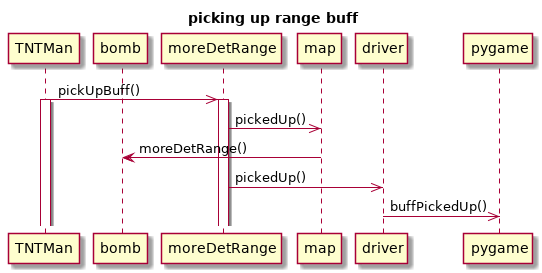 picking up range buff
TNTMan bomb moreDetRange map driver pygame
pickUpBuff()
pickedUp()
moreDetRange()
pickedUp()
buffPickedUp()
TNTMan bomb moreDetRange map driver pygame